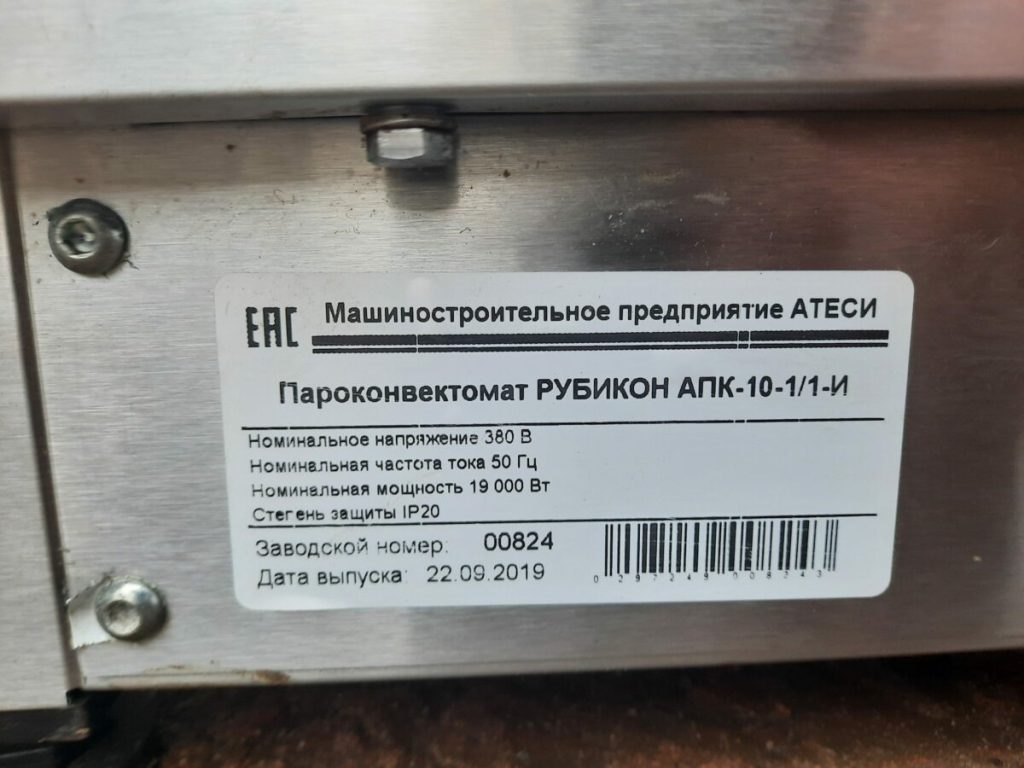 ЕАС Машиностроительное предприятие АТЕСИ
Пароконвектомат РУБИКОН АПК-10-1/1-И
Номинальное напряжение 380 В
Номинальная частота тока 50 Гц
Номинальная мощность 19 000 Вт
Степень защиты IP20
Заводской номер: 00824
Дата выпуска: 22.09.2019